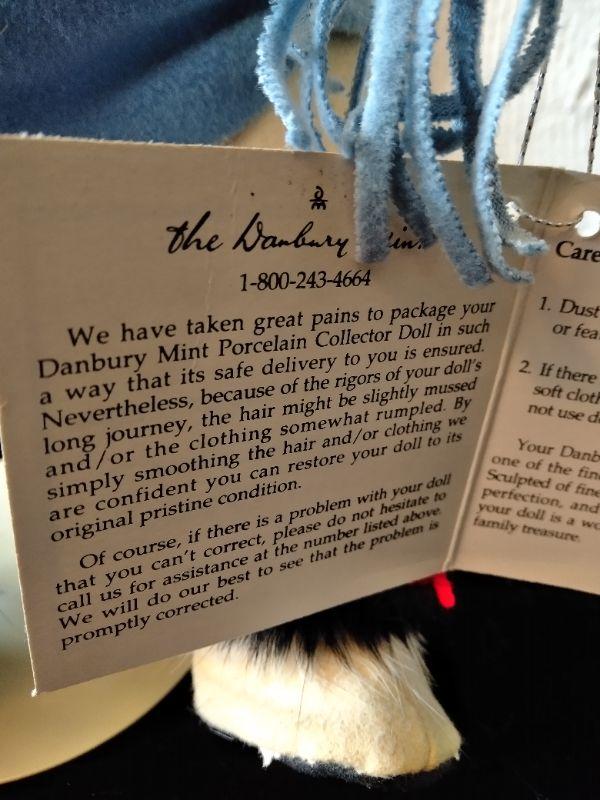 the Danbury
1-800-243-4664
We have taken great pains to package your
Danbury Mint Porcelain Collector Doll in such
a way that its safe delivery to you is ensured.
Nevertheless, because of the rigors of your doll's
long journey, the hair might be slightly mussed
and/or the clothing somewhat rumpled. By
simply smoothing the hair and/or clothing we
are confident you can restore your doll to its
original pristine condition.
Of course, if there is a problem with your doll
that you can't correct, please do not hesitate to
call us for assistance at the number listed above.
We will do our best to see that the problem is
promptly corrected.
Care
1. Dust
or
2. If there
soft
not use
Your
one of the
Sculpted of
perfection, and
your doll is a
family treasure.